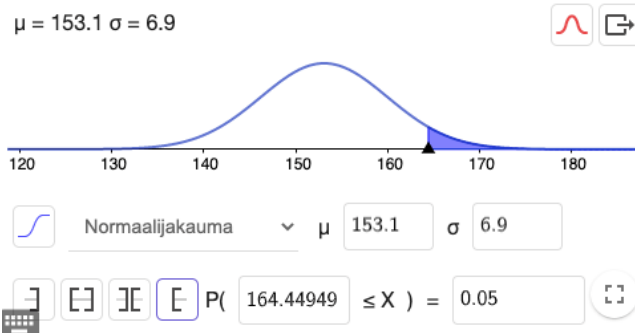 μ = 153.1 σ = 6.9
120 130 140 150 160 170 180
Normaalijakauma μ 153.1 σ 6.9
P( 164.44949 ≤ X ) = 0.05